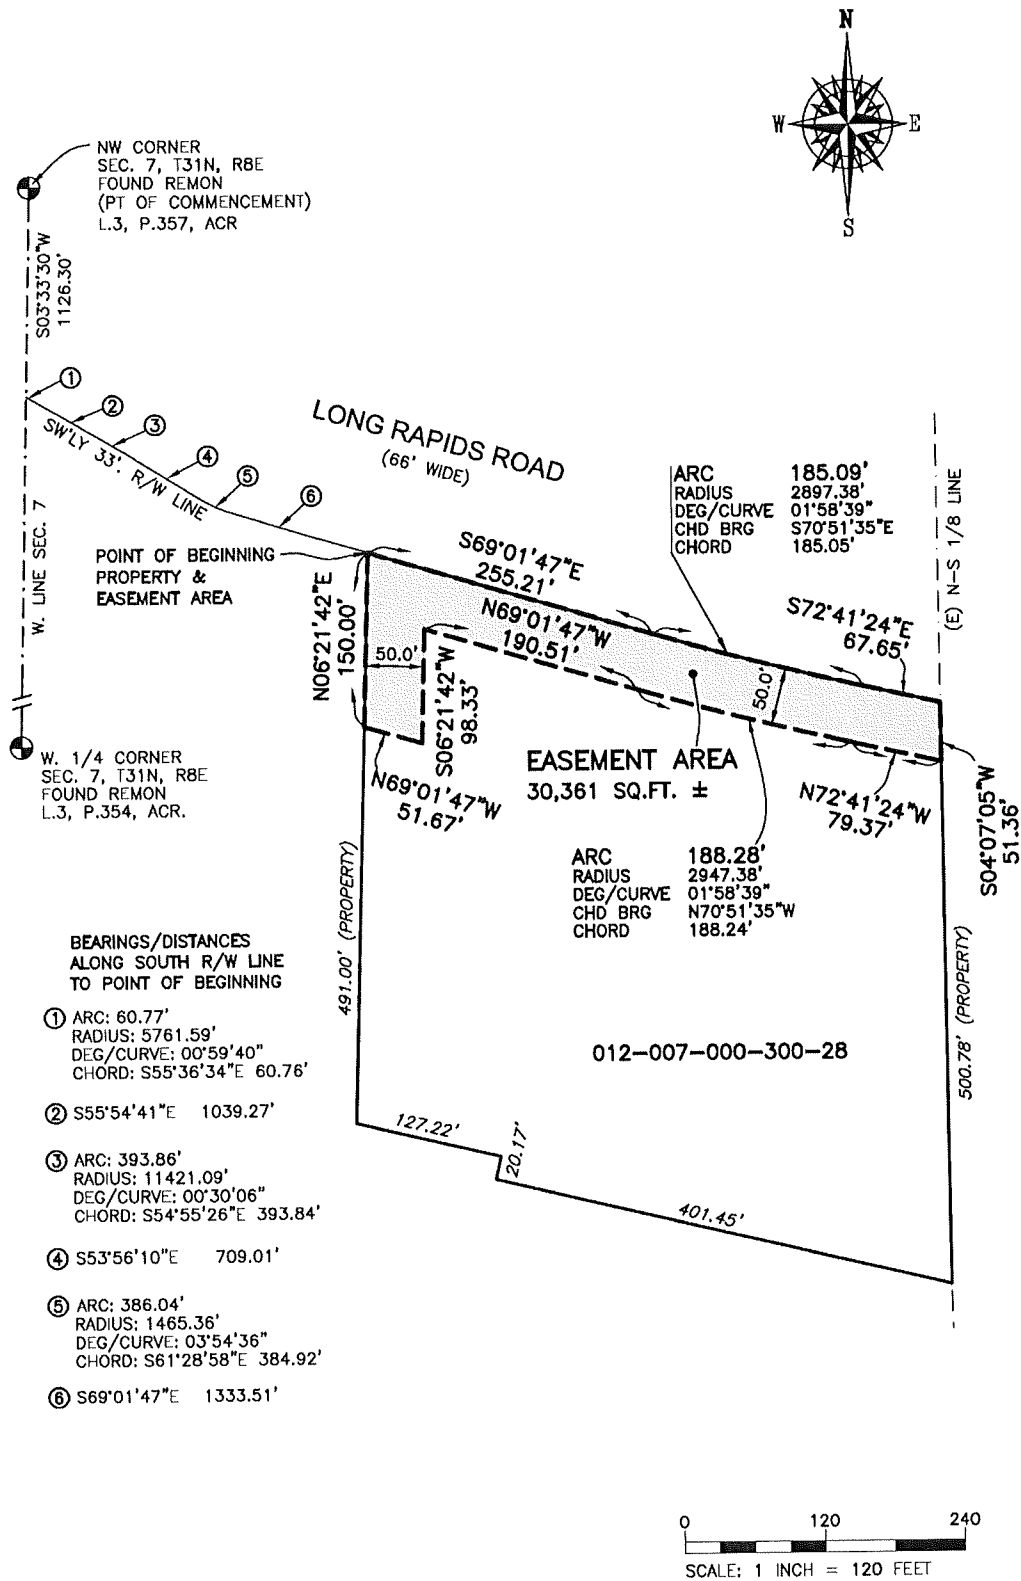 N
W
E
S
NW CORNER
SEC. 7, T31N, R8E
FOUND REMON
(PT OF COMMENCEMENT)
L.3, P.357, ACR
S03°33'30"W
1126.30'
1
2
3
4
5
6
SW'LY 33'. R/W LINE
W. LINE SEC. 7
LONG RAPIDS ROAD
(66' WIDE)
POINT OF BEGINNING
PROPERTY &
EASEMENT AREA
ARC 185.09'
RADIUS 2897.38'
DEG/CURVE 01°58'39"
CHD BRG S70°51'35"E
CHORD 185.05'
(E) N-S 1/8 LINE
S69°01'47"E
255.21'
N69°01'47"W
190.51'
S72°41'24"E
67.65'
N06°21'42"E
150.00'
50.0'
S06°21'42"W
98.33'
50.0'
W. 1/4 CORNER
SEC. 7, T31N, R8E
FOUND REMON
L.3, P.354, ACR.
N69°01'47"W
51.67'
EASEMENT AREA
30,361 SQ.FT. ±
N72°41'24"W
79.37'
S04°07'05"W
51.36'
ARC 188.28'
RADIUS 2947.38'
DEG/CURVE 01°58'39"
CHD BRG N70°51'35"W
CHORD 188.24'
491.00' (PROPERTY)
500.78' (PROPERTY)
012-007-000-300-28
127.22'
20.17'
401.45'
BEARINGS/DISTANCES
ALONG SOUTH R/W LINE
TO POINT OF BEGINNING
1 ARC: 60.77'
RADIUS: 5761.59'
DEG/CURVE: 00°59'40"
CHORD: S55°36'34"E 60.76'
2 S55°54'41"E 1039.27'
3 ARC: 393.86'
RADIUS: 11421.09'
DEG/CURVE: 00°30'06"
CHORD: S54°55'26"E 393.84'
4 S53°56'10"E 709.01'
5 ARC: 386.04'
RADIUS: 1465.36'
DEG/CURVE: 03°54'36"
CHORD: S61°28'58"E 384.92'
6 S69°01'47"E 1333.51'
0 120 240
SCALE: 1 INCH = 120 FEET